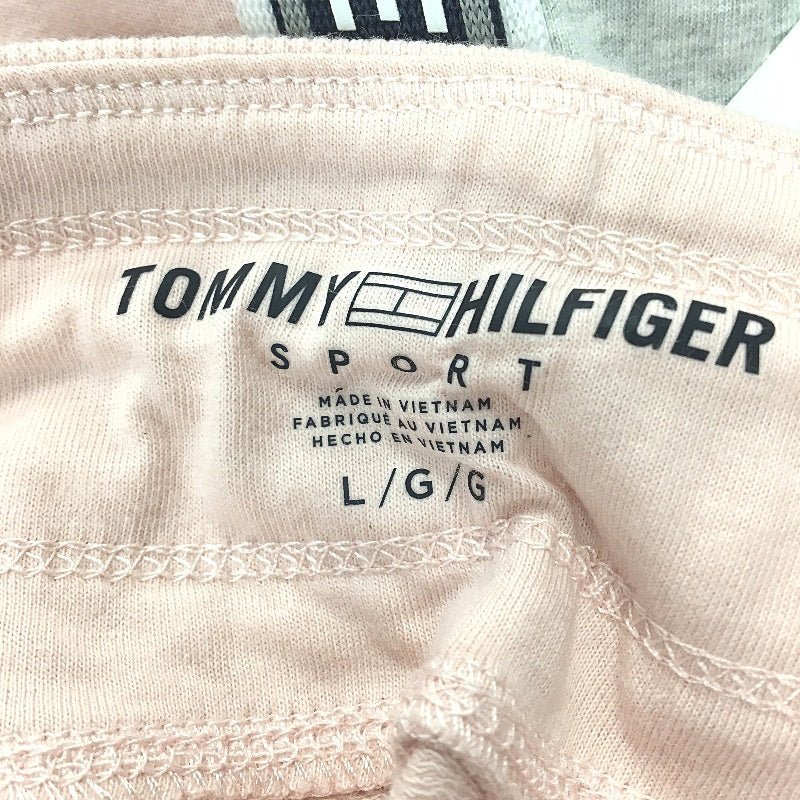 TOMMY HILFIGER
SPORT
MADE IN VIETNAM
FABRIQUÉ AU VIETNAM
HECHO EN VIETNAM
L/G/G